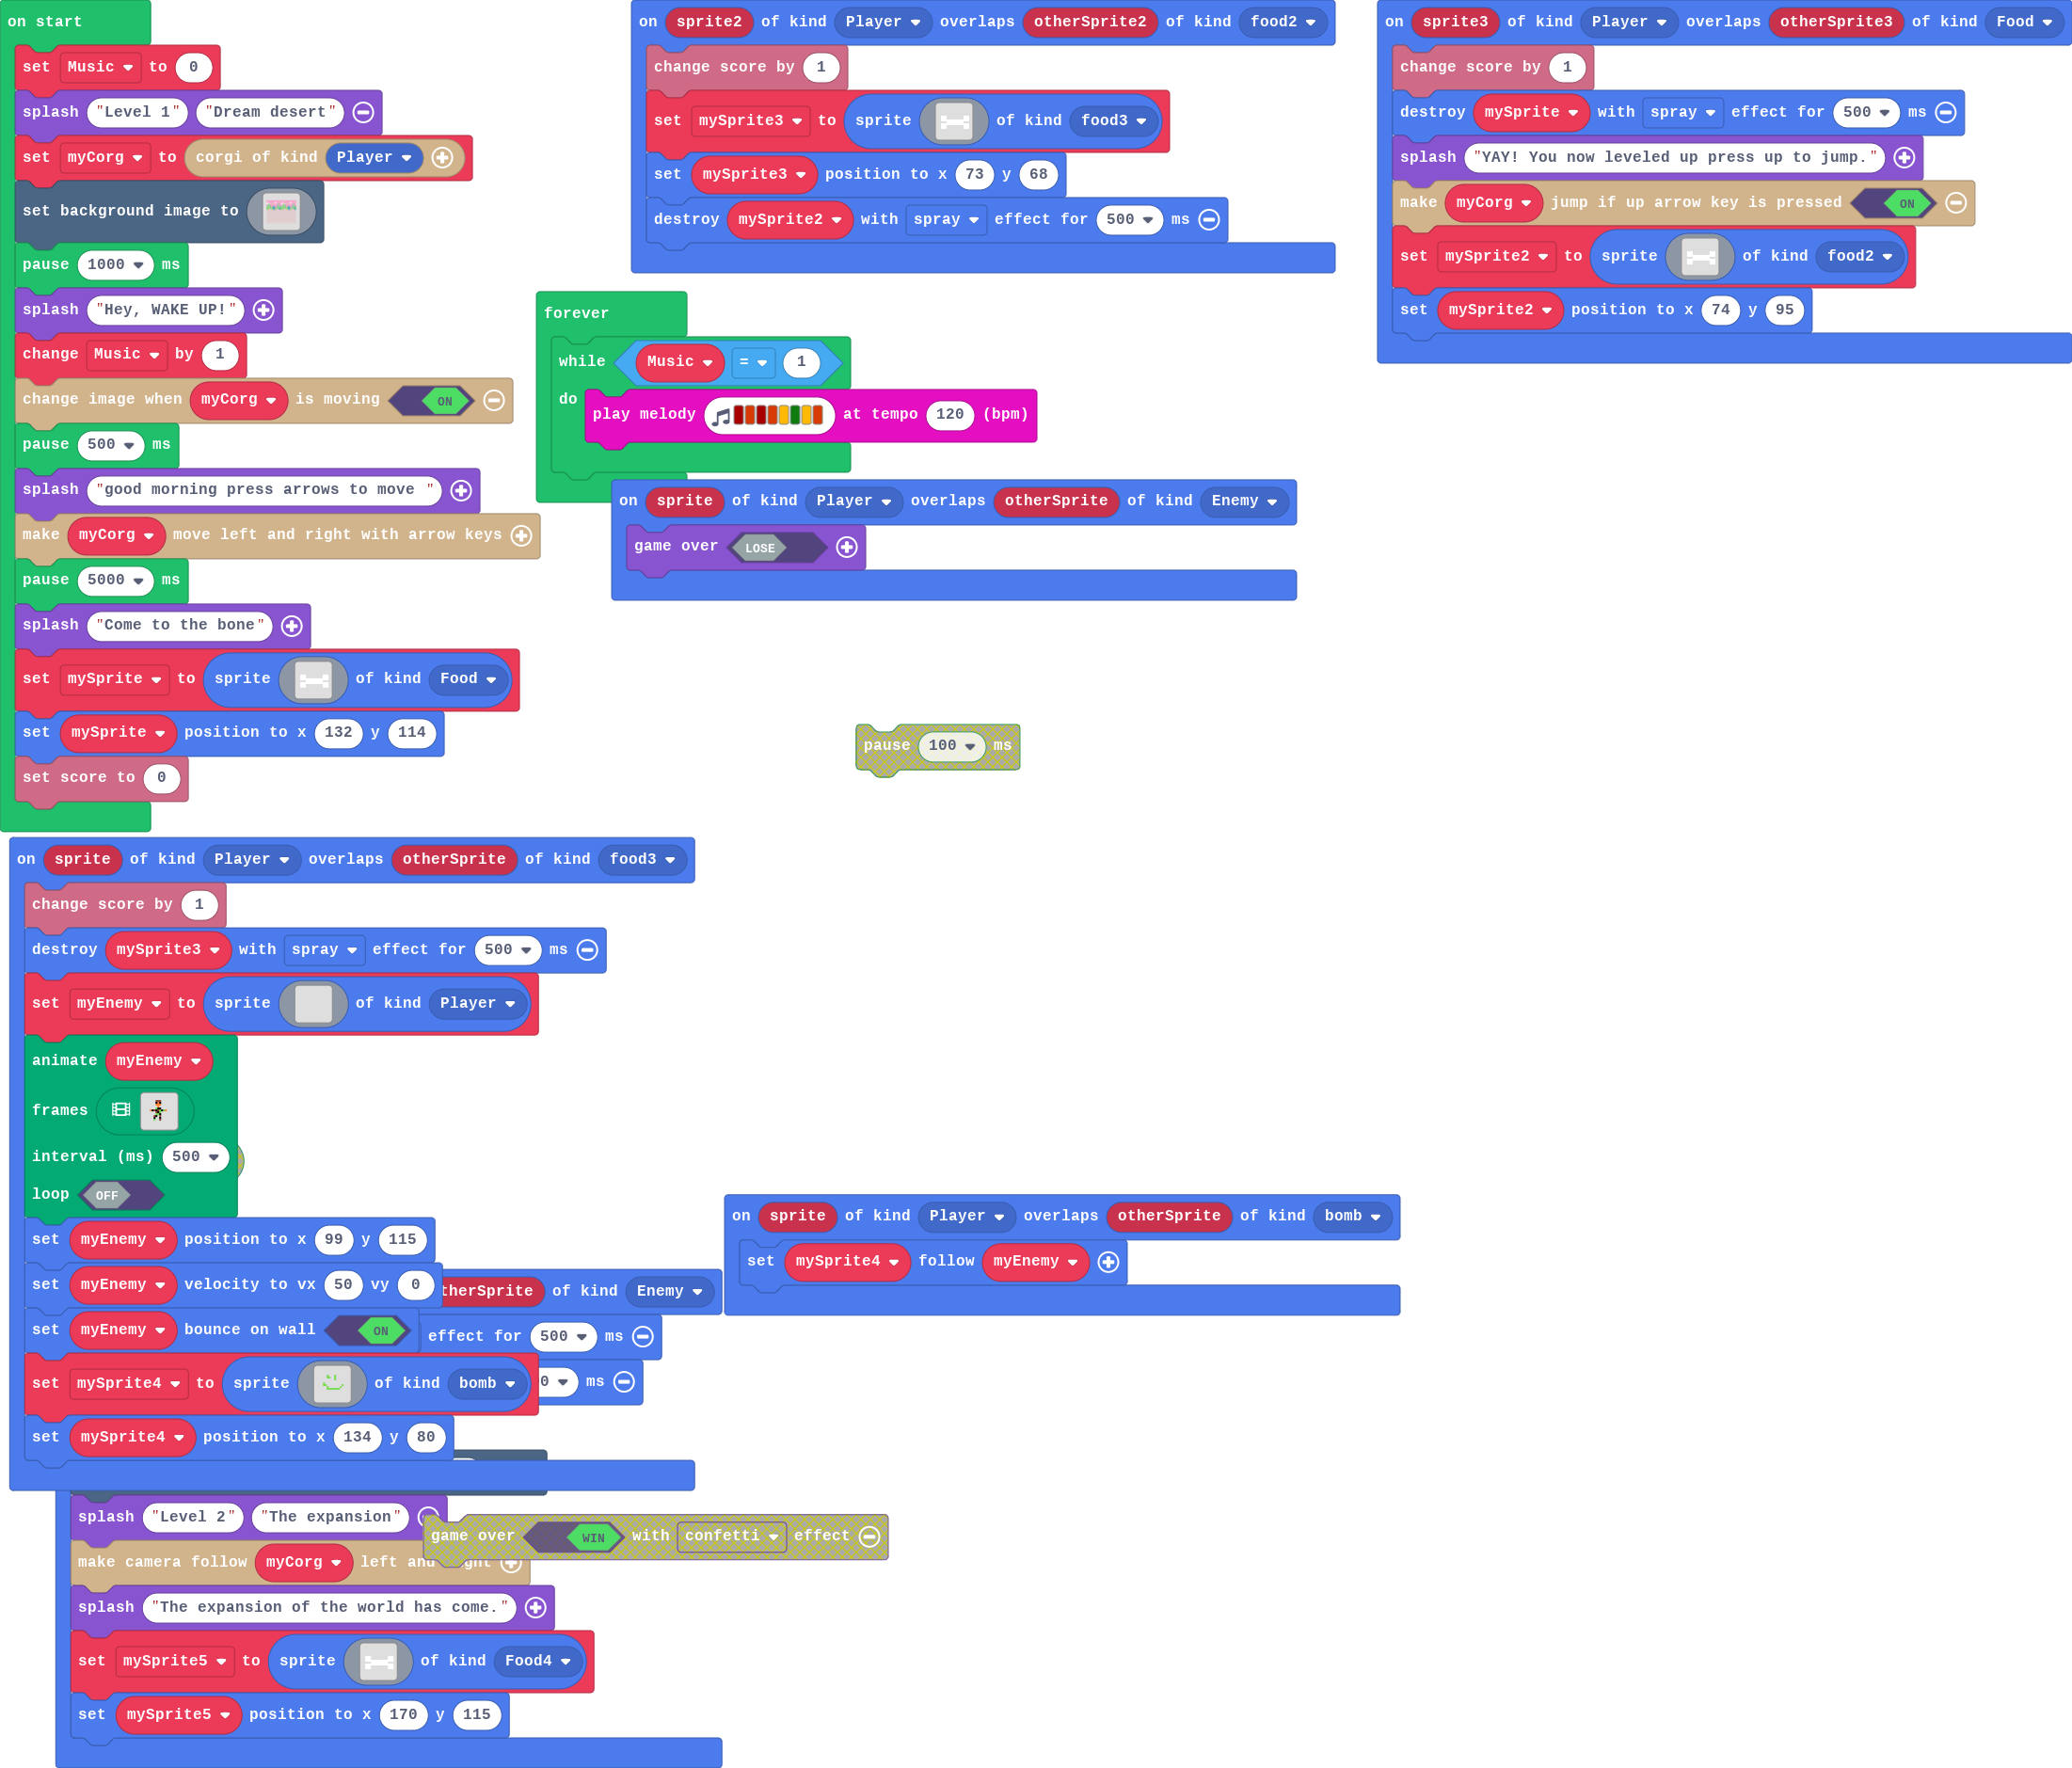 on start
set Music to 0
splash "Level 1" "Dream desert"
set myCorg to corgi of kind Player
set background image to
pause 1000 ms
splash "Hey, WAKE UP!"
change Music by 1
change image when myCorg is moving ON
pause 500 ms
splash "good morning press arrows to move "
make myCorg move left and right with arrow keys
pause 5000 ms
splash "Come to the bone"
set mySprite to sprite of kind Food
set mySprite position to x 132 y 114
set score to 0
on sprite2 of kind Player overlaps otherSprite2 of kind food2
change score by 1
set mySprite3 to sprite of kind food3
set mySprite3 position to x 73 y 68
destroy mySprite2 with spray effect for 500 ms
on sprite3 of kind Player overlaps otherSprite3 of kind Food
change score by 1
destroy mySprite with spray effect for 500 ms
splash "YAY! You now leveled up press up to jump."
make myCorg jump if up arrow key is pressed ON
set mySprite2 to sprite of kind food2
set mySprite2 position to x 74 y 95
forever
while Music = 1
do
play melody at tempo 120 (bpm)
on sprite of kind Player overlaps otherSprite of kind Enemy
game over LOSE
pause 100 ms
on sprite of kind Player overlaps otherSprite of kind food3
change score by 1
destroy mySprite3 with spray effect for 500 ms
set myEnemy to sprite of kind Player
animate myEnemy
frames
interval (ms) 500
loop OFF
set myEnemy position to x 99 y 115
set myEnemy velocity to vx 50 vy 0
set myEnemy bounce on wall ON
set mySprite4 to sprite of kind bomb
set mySprite4 position to x 134 y 80
therSprite of kind Enemy
effect for 500 ms
0 ms
on sprite of kind Player overlaps otherSprite of kind bomb
set mySprite4 follow myEnemy
splash "Level 2" "The expansion"
game over WIN with confetti effect
make camera follow myCorg left and
splash "The expansion of the world has come."
set mySprite5 to sprite of kind Food4
set mySprite5 position to x 170 y 115